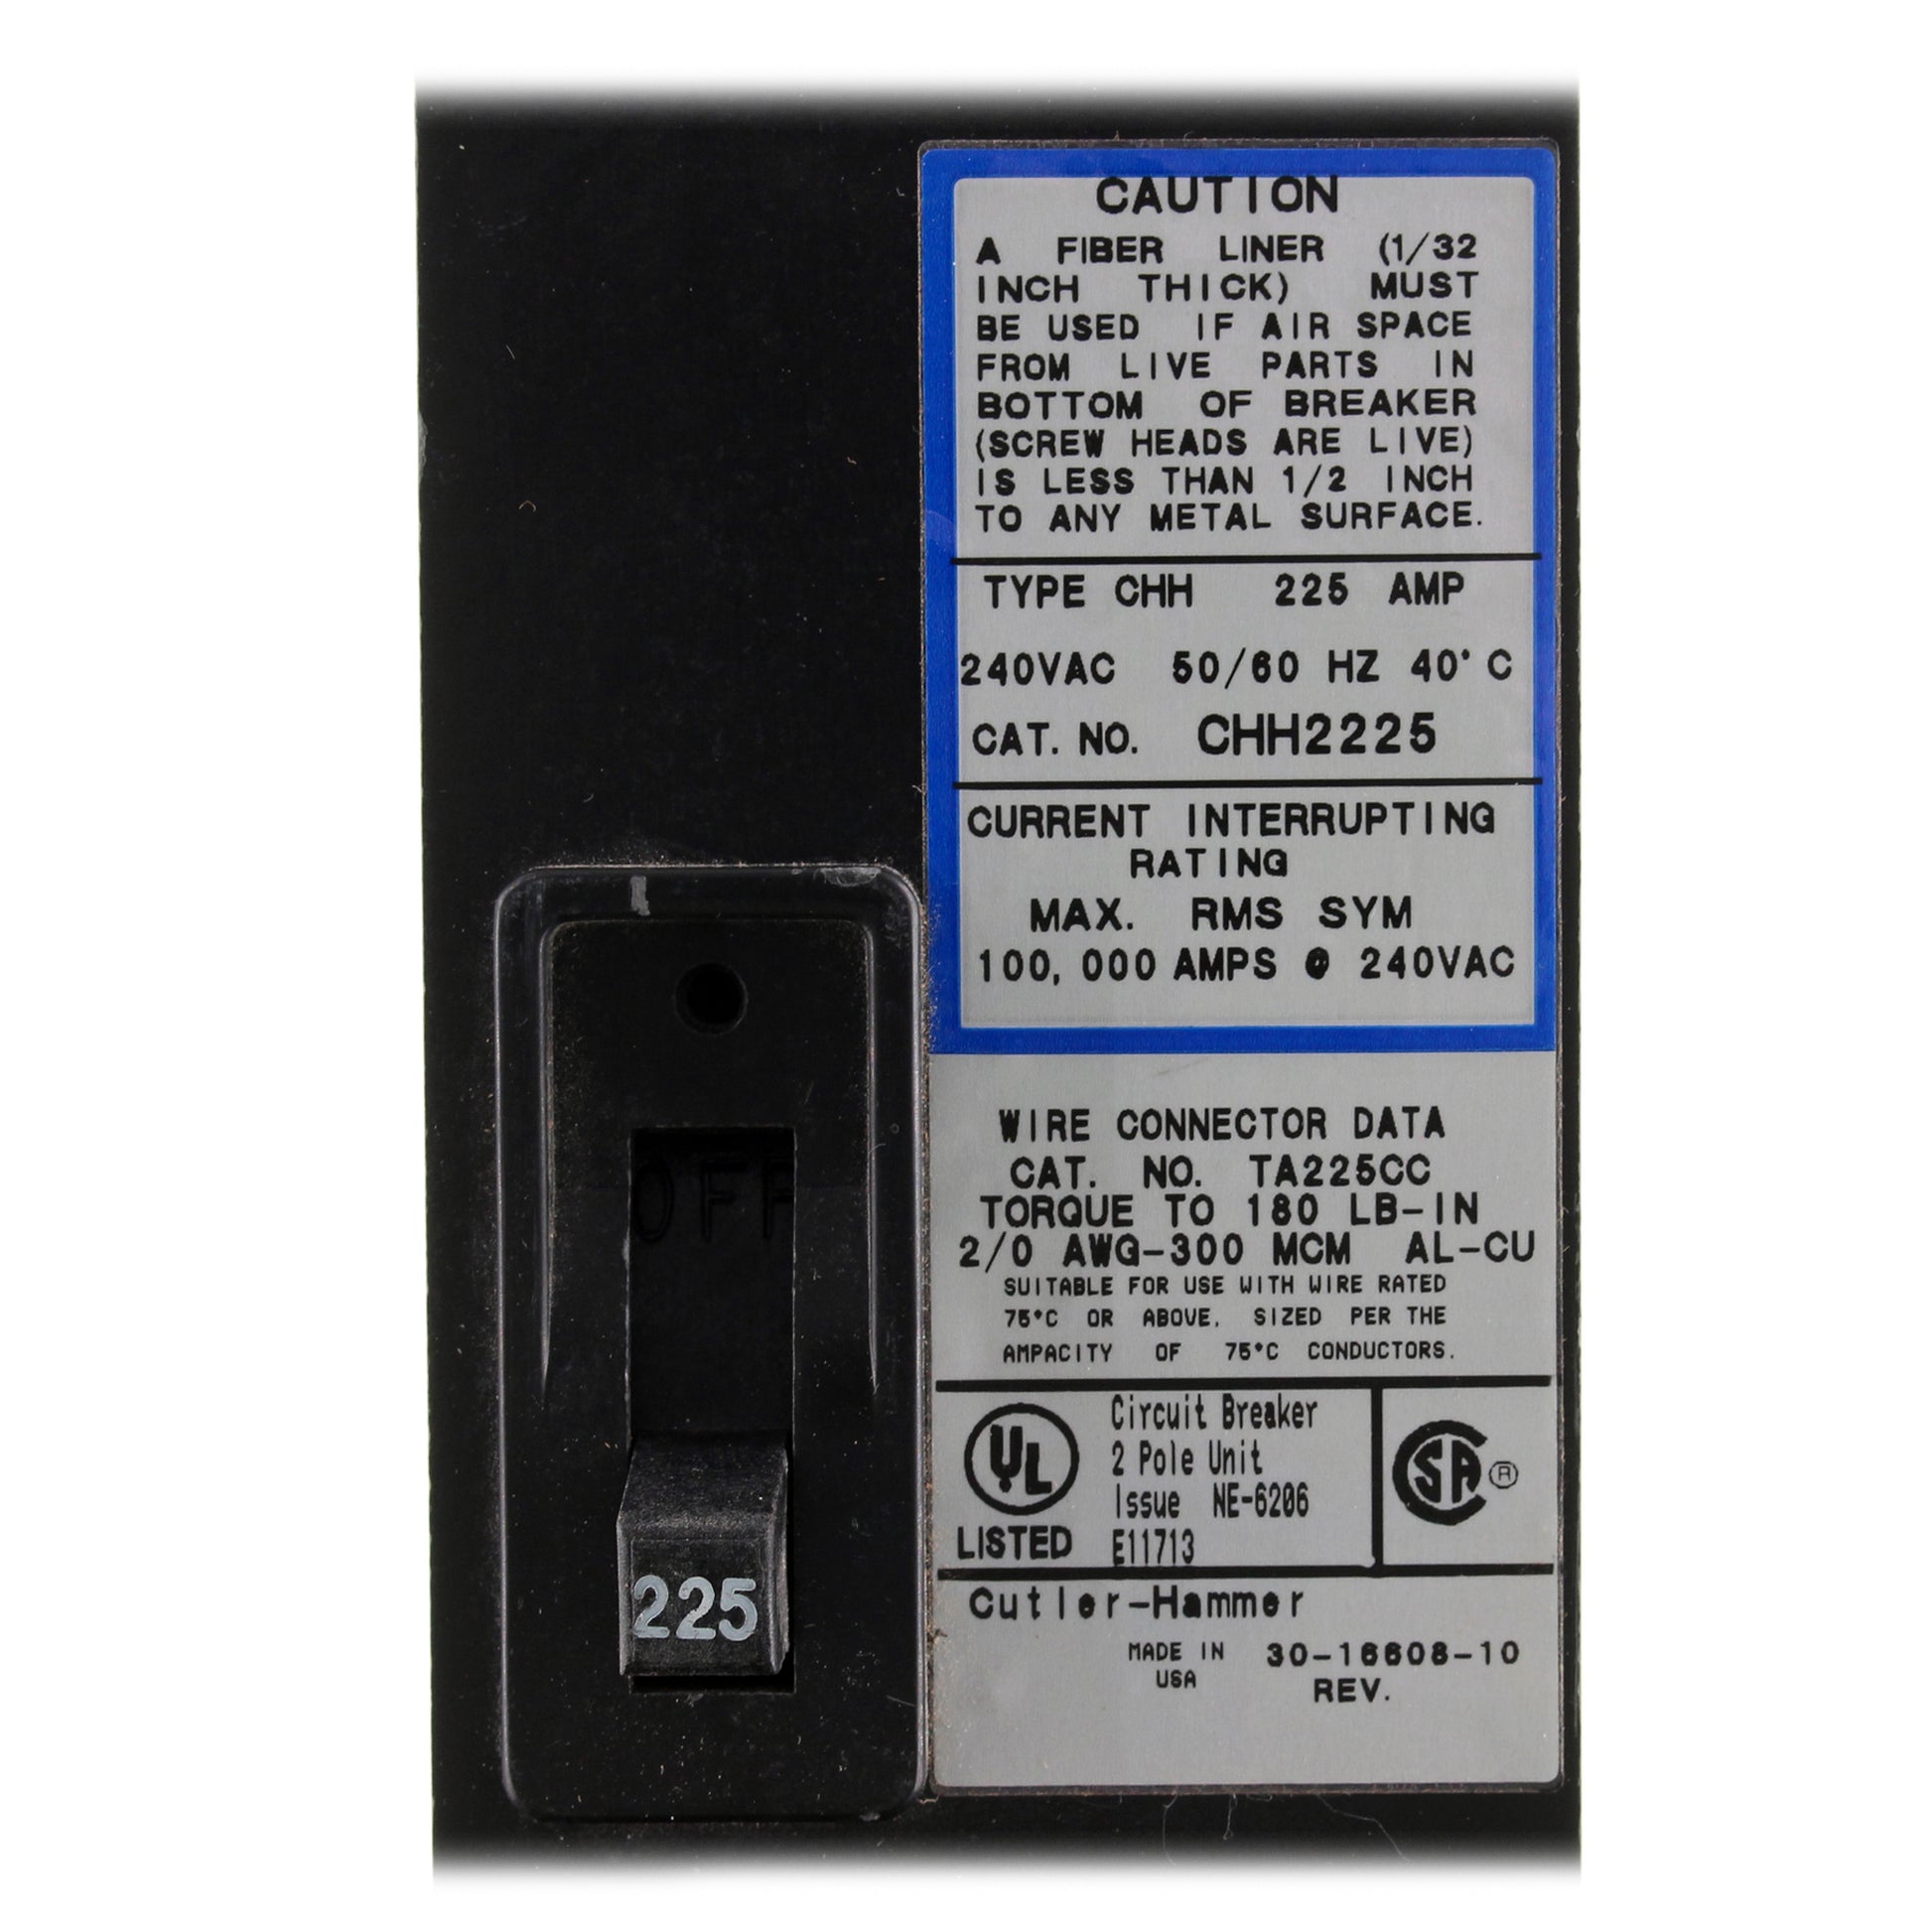 CAUTION
A FIBER LINER (1/32
INCH THICK) MUST
BE USED IF AIR SPACE
FROM LIVE PARTS IN
BOTTOM OF BREAKER
(SCREW HEADS ARE LIVE)
IS LESS THAN 1/2 INCH
TO ANY METAL SURFACE.
TYPE CHH 225 AMP
240VAC 50/60 HZ 40°C
CAT. NO. CHH2225
CURRENT INTERRUPTING
RATING
MAX. RMS SYM
100,000 AMPS @ 240VAC
WIRE CONNECTOR DATA
CAT. NO. TA225CC
TORQUE TO 180 LB-IN
2/0 AWG-300 MCM AL-CU
SUITABLE FOR USE WITH WIRE RATED
75°C OR ABOVE, SIZED PER THE
AMPACITY OF 75°C CONDUCTORS.
UL
LISTED
Circuit Breaker
2 Pole Unit
Issue NE-6206
E11713
CSA ®
Cutler-Hammer
MADE IN
USA
30-16608-10
REV.
OFF
225